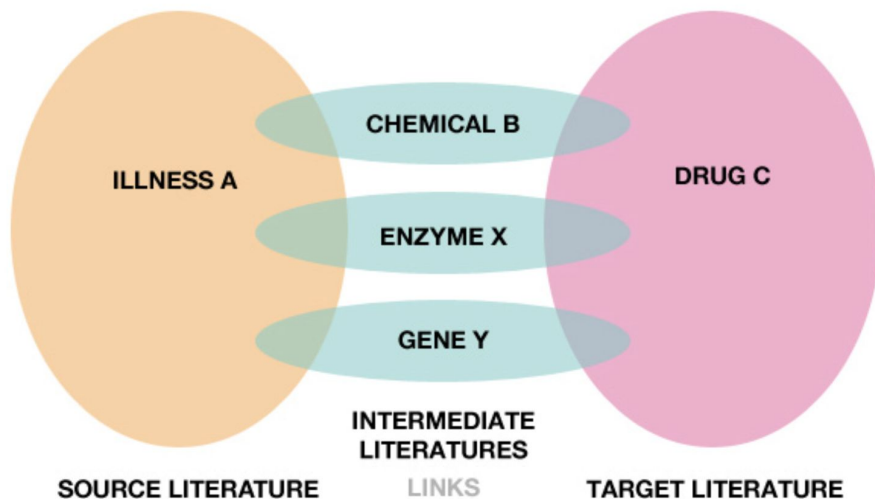 CHEMICAL B
ILLNESS A
DRUG C
ENZYME X
GENE Y
INTERMEDIATE
LITERATURES
SOURCE LITERATURE
LINKS
TARGET LITERATURE